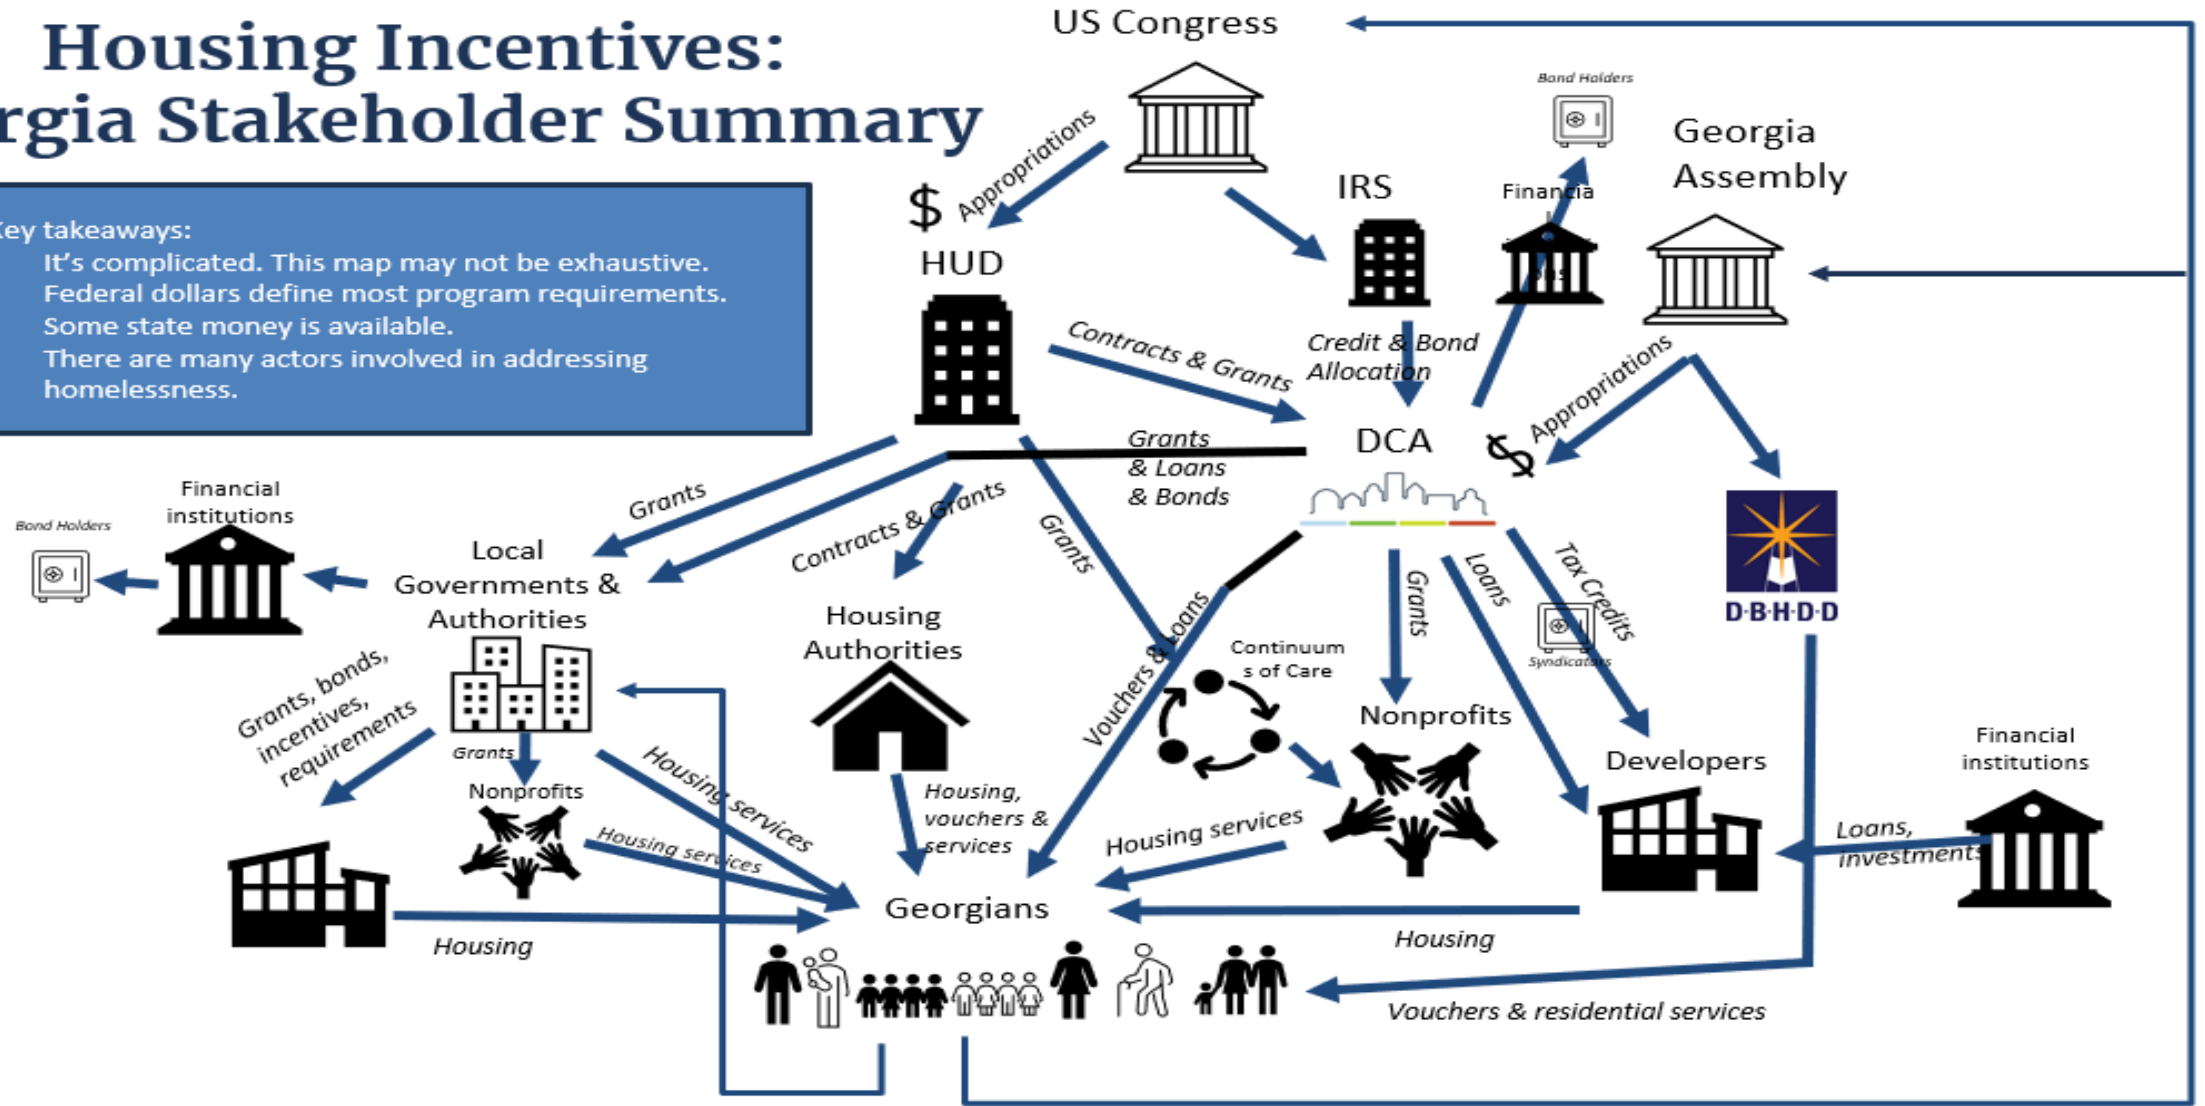 US Congress
Housing Incentives:
rgia Stakeholder Summary
Bond Holders
Georgia
Assembly
Appropriations
IRS
Financia
$
HUD
Key takeaways:
It's complicated. This map may not be exhaustive.
Federal dollars define most program requirements.
Some state money is available.
There are many actors involved in addressing
homelessness.
Contracts & Grants
Credit & Bond
Allocation
Appropriations
DCA
$
Grants
& Loans
& Bonds
Financial
institutions
Bond Holders
Grants
Contracts & Grants
Grants
Local
Governments &
Authorities
Housing
Authorities
Vouchers & Loans
Continuum
s of Care
Grants
Loans
Tax Credits
Syndicators
D·B·H·D·D
Grants, bonds,
incentives,
requirements
Grants
Nonprofits
Housing services
Housing services
Housing,
vouchers &
services
Nonprofits
Housing services
Developers
Financial
institutions
Loans,
investments
Georgians
Housing
Housing
Vouchers & residential services